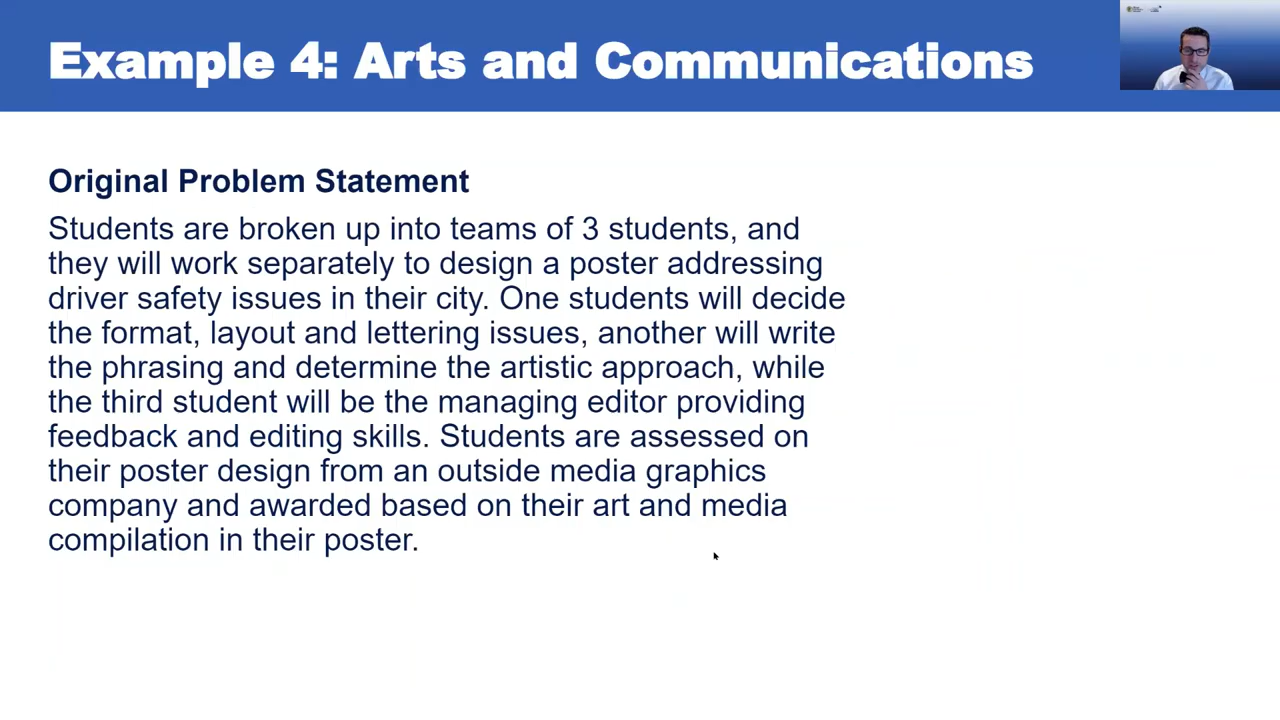 Example 4: Arts and Communications
Original Problem Statement
Students are broken up into teams of 3 students, and
they will work separately to design a poster addressing
driver safety issues in their city. One students will decide
the format, layout and lettering issues, another will write
the phrasing and determine the artistic approach, while
the third student will be the managing editor providing
feedback and editing skills. Students are assessed on
their poster design from an outside media graphics
company and awarded based on their art and media
compilation in their poster.